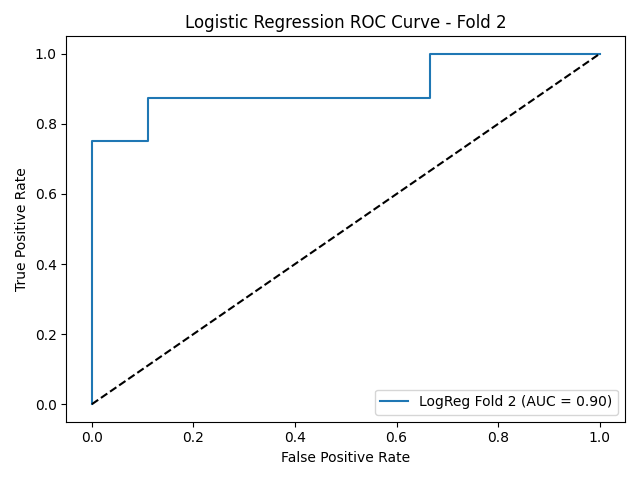 Logistic Regression ROC Curve - Fold 2
True Positive Rate
1.0
0.8
0.6
0.4
0.2
0.0
LogReg Fold 2 (AUC = 0.90)
0.0 0.2 0.4 0.6 0.8 1.0
False Positive Rate